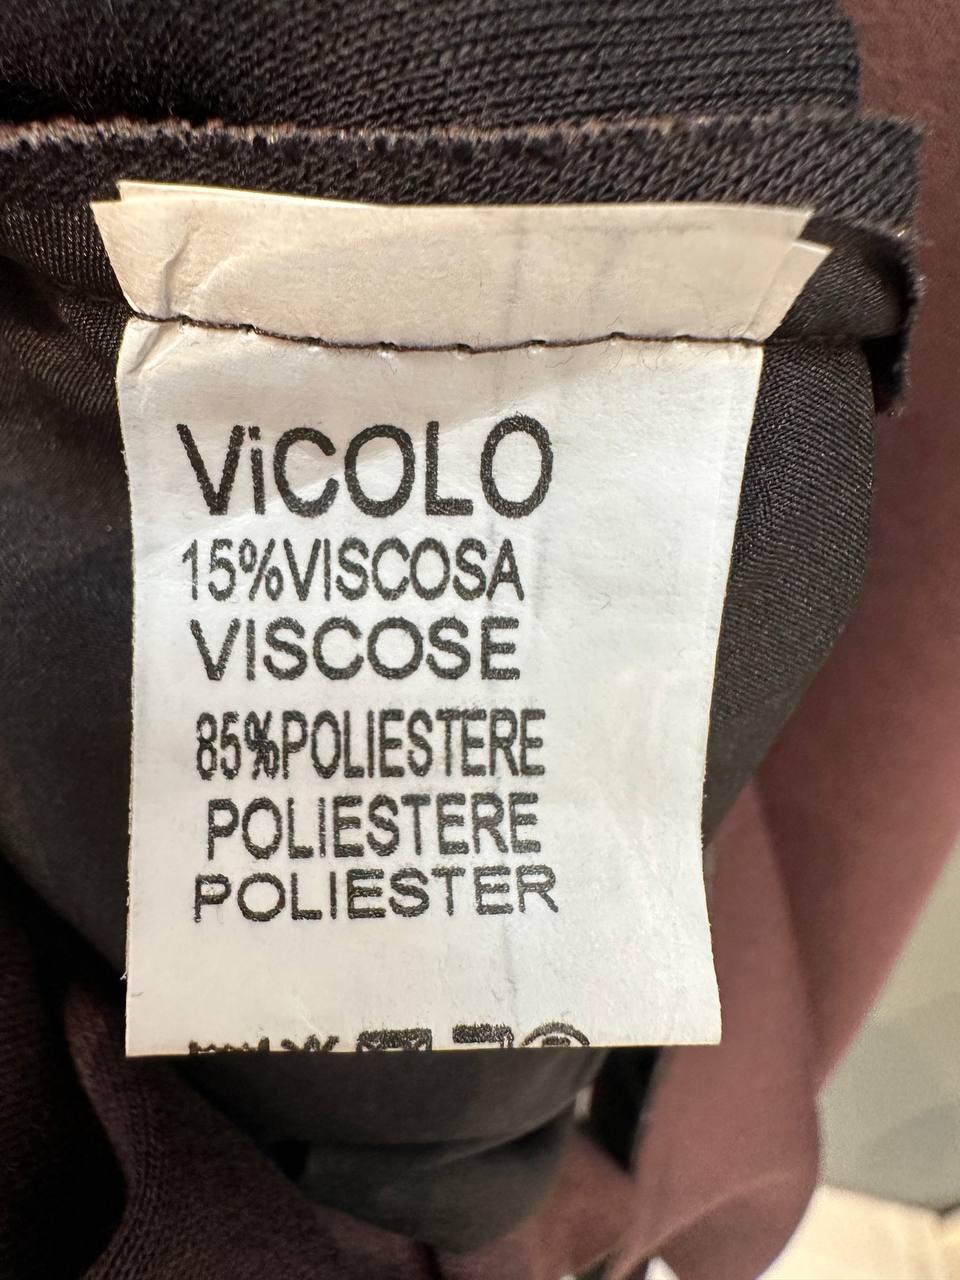 ViCOLO
15%VISCOSA
VISCOSE
85%POLIESTERE
POLIESTERE
POLIESTER